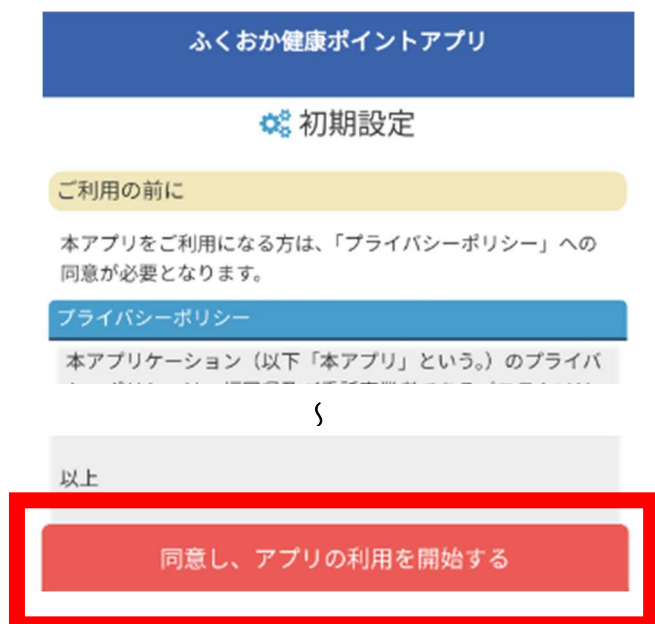 ふくおか健康ポイントアプリ
初期設定
ご利用の前に
本アプリをご利用になる方は、「プライバシーポリシー」への
同意が必要となります。
プライバシーポリシー
本アプリケーション（以下「本アプリ」という。）のプライバ
〜
以上
同意し、アプリの利用を開始する